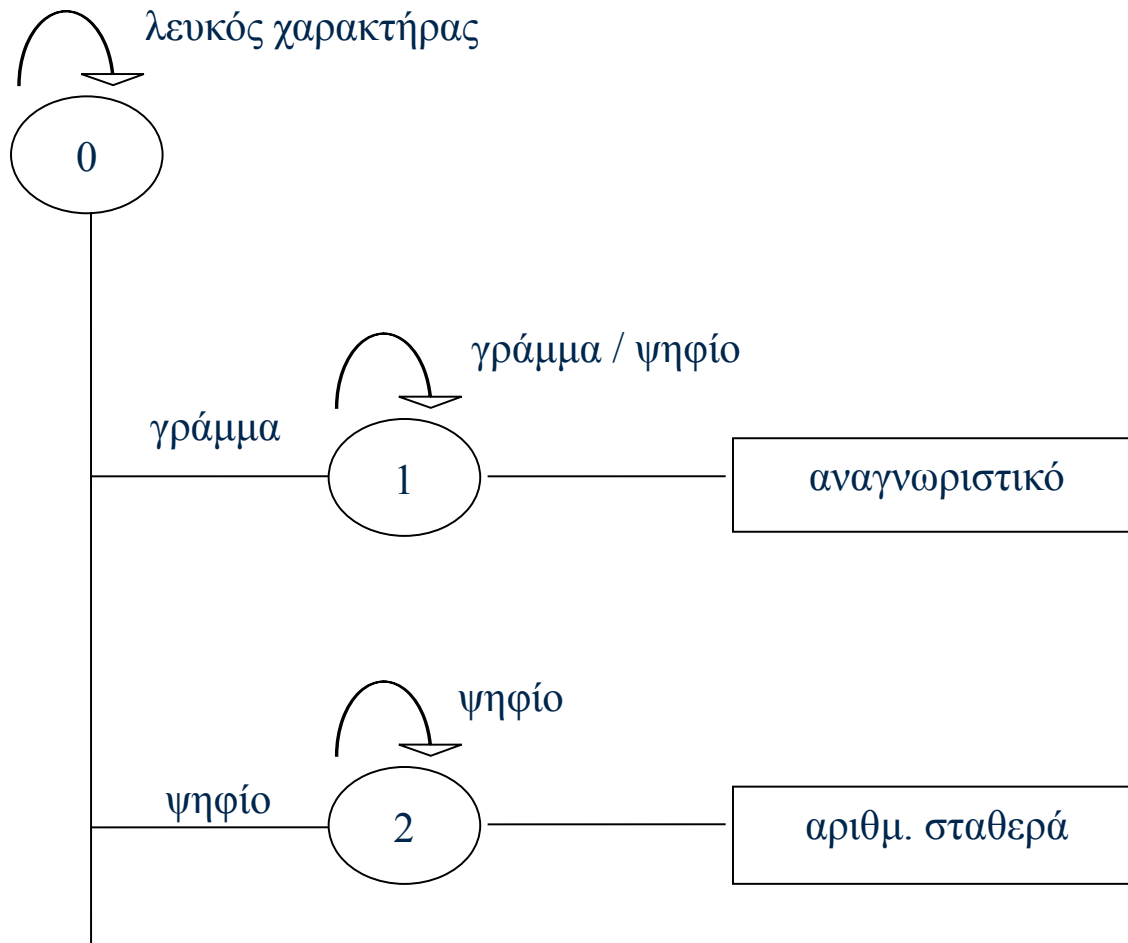 λευκός χαρακτήρας
0
γράμμα / ψηφίο
γράμμα
1
αναγνωριστικό
ψηφίο
ψηφίο
2
αριθμ. σταθερά